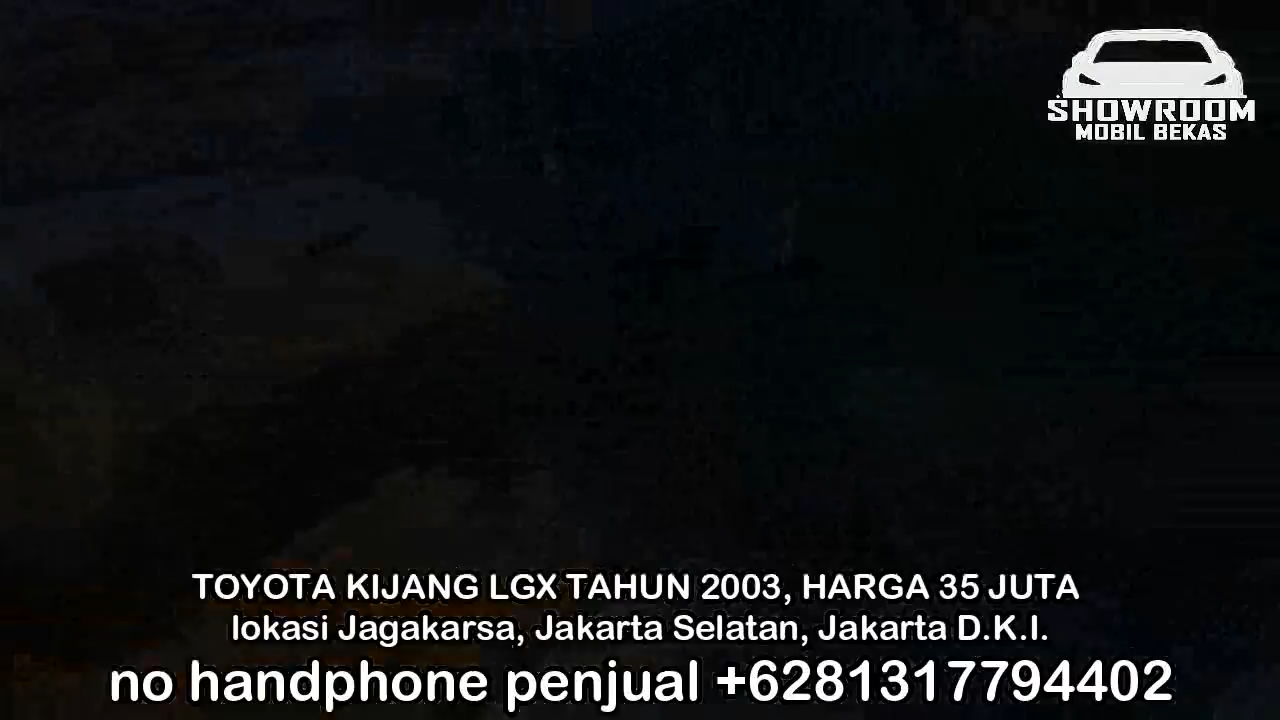 SHOWROOM
MOBIL BEKAS
TOYOTA KIJANG LGX TAHUN 2003, HARGA 35 JUTA
lokasi Jagakarsa, Jakarta Selatan, Jakarta D.K.I.
no handphone penjual +6281317794402